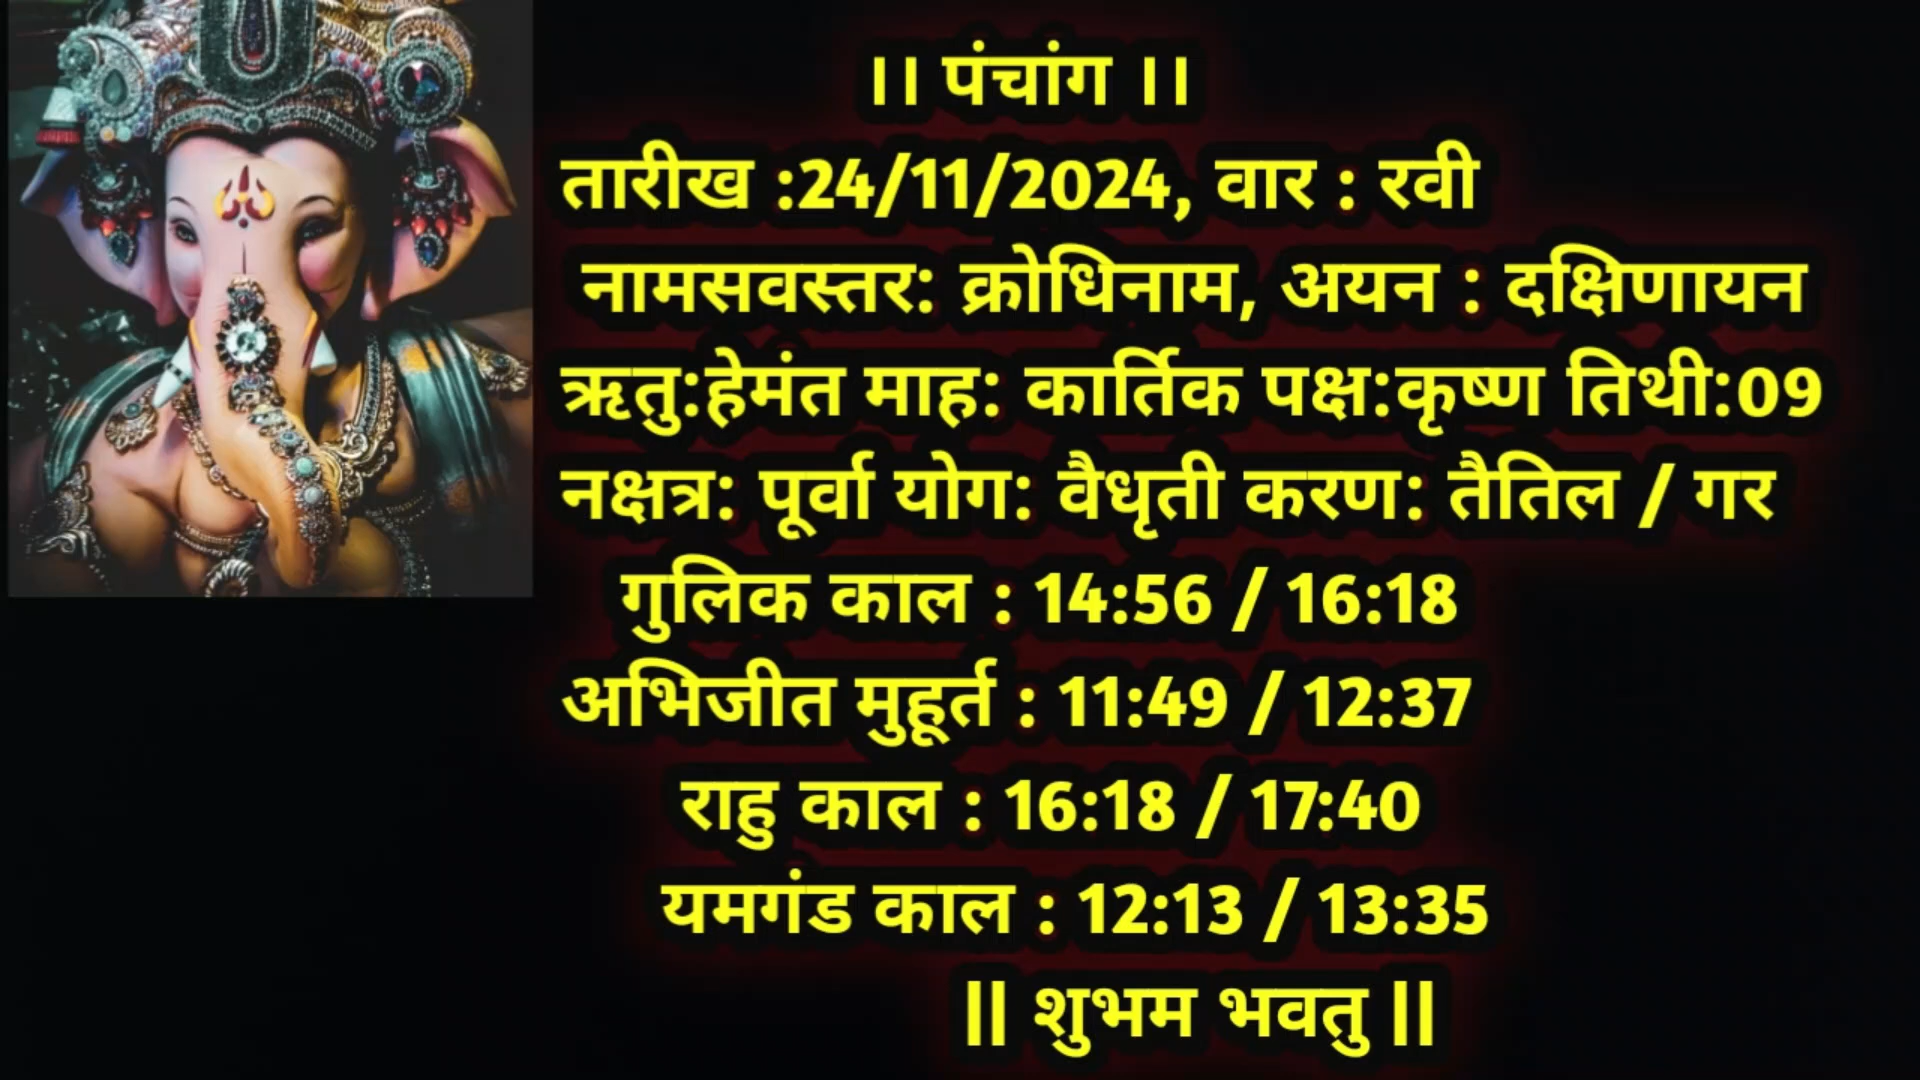 ।। पंचांग ।।
तारीख :24/11/2024, वार : रवी
नामसवस्तर: क्रोधिनाम, अयन : दक्षिणायन
ऋतु:हेमंत माह: कार्तिक पक्ष:कृष्ण तिथी:09
नक्षत्र: पूर्वा योग: वैधृती करण: तैतिल / गर
गुलिक काल : 14:56 / 16:18
अभिजीत मुहूर्त : 11:49 / 12:37
राहु काल : 16:18 / 17:40
यमगंड काल : 12:13 / 13:35
|| शुभम भवतु ||